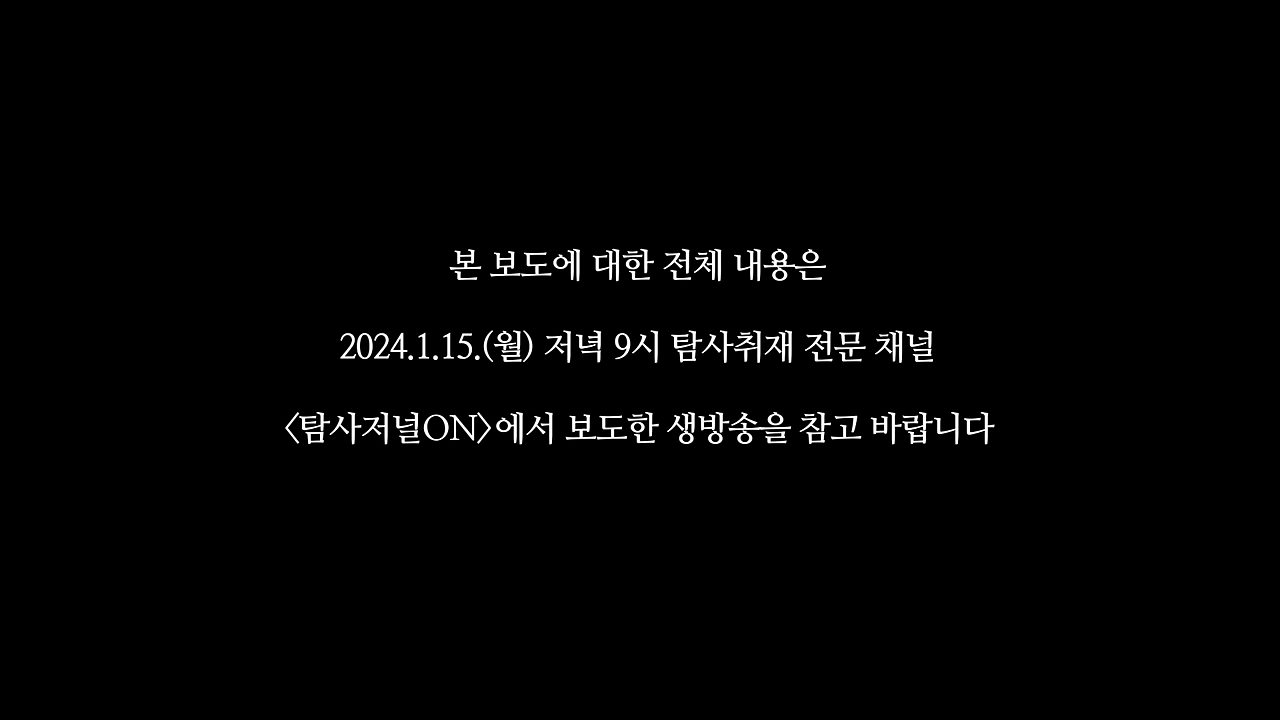 본 보도에 대한 전체 내용은
2024.1.15.(월) 저녁 9시 탐사취재 전문 채널
〈탐사저널ON〉에서 보도한 생방송을 참고 바랍니다